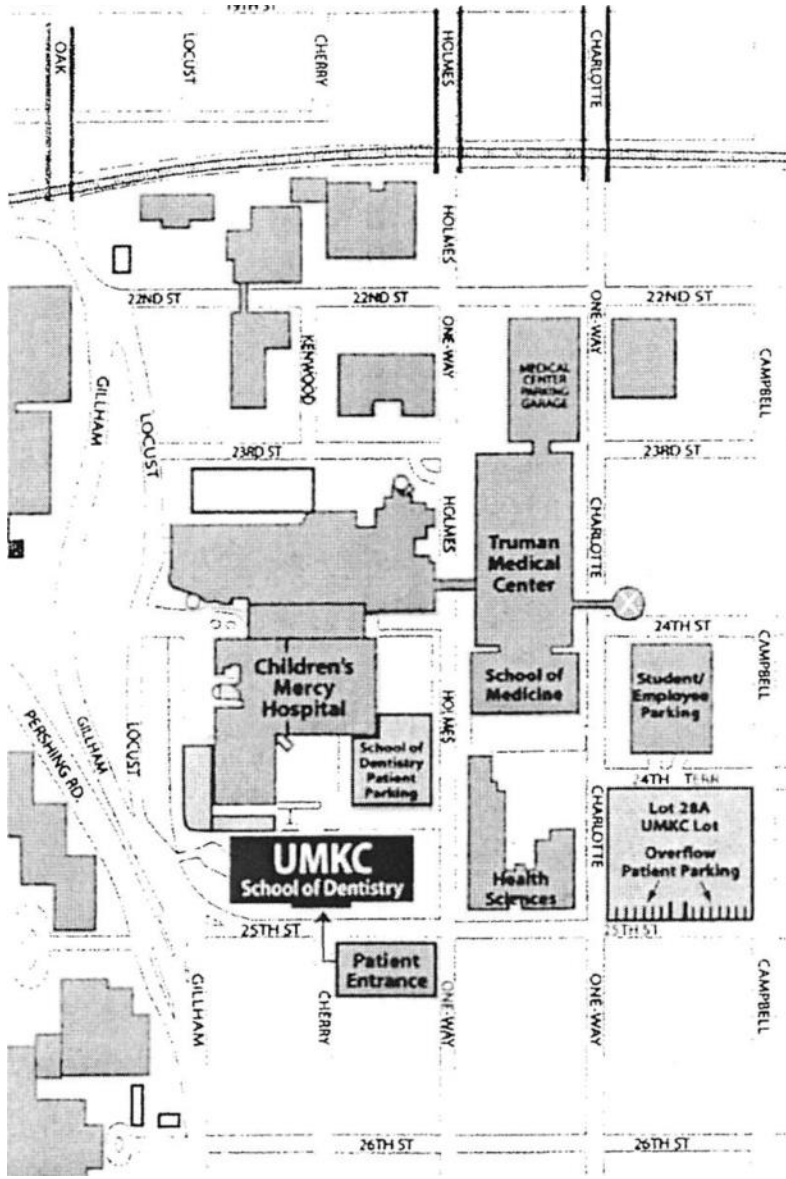 19TH ST
OAK
LOCUST
CHERRY
HOLMES
CHARLOTTE
HOLMES
22ND ST
22ND ST
ONE-WAY
22ND ST
KENWOOD
ONE-WAY
MEDICAL
CENTER
PARKING
GARAGE
CAMPBELL
GILLHAM
LOCUST
23RD ST
23RD ST
HOLMES
CHARLOTTE
Truman
Medical
Center
24TH ST
CAMPBELL
Children's
Mercy
Hospital
School of
Medicine
Student/
Employee
Parking
HOLMES
PERSHING RD.
GILLHAM
LOCUST
School of
Dentistry
Patient
Parking
24TH TERR
CHARLOTTE
Lot 28A
UMKC Lot
Overflow
Patient Parking
UMKC
School of Dentistry
Health
Sciences
25TH ST
25TH ST
Patient
Entrance
GILLHAM
CHERRY
ONE-WAY
ONE-WAY
CAMPBELL
26TH ST
26TH ST